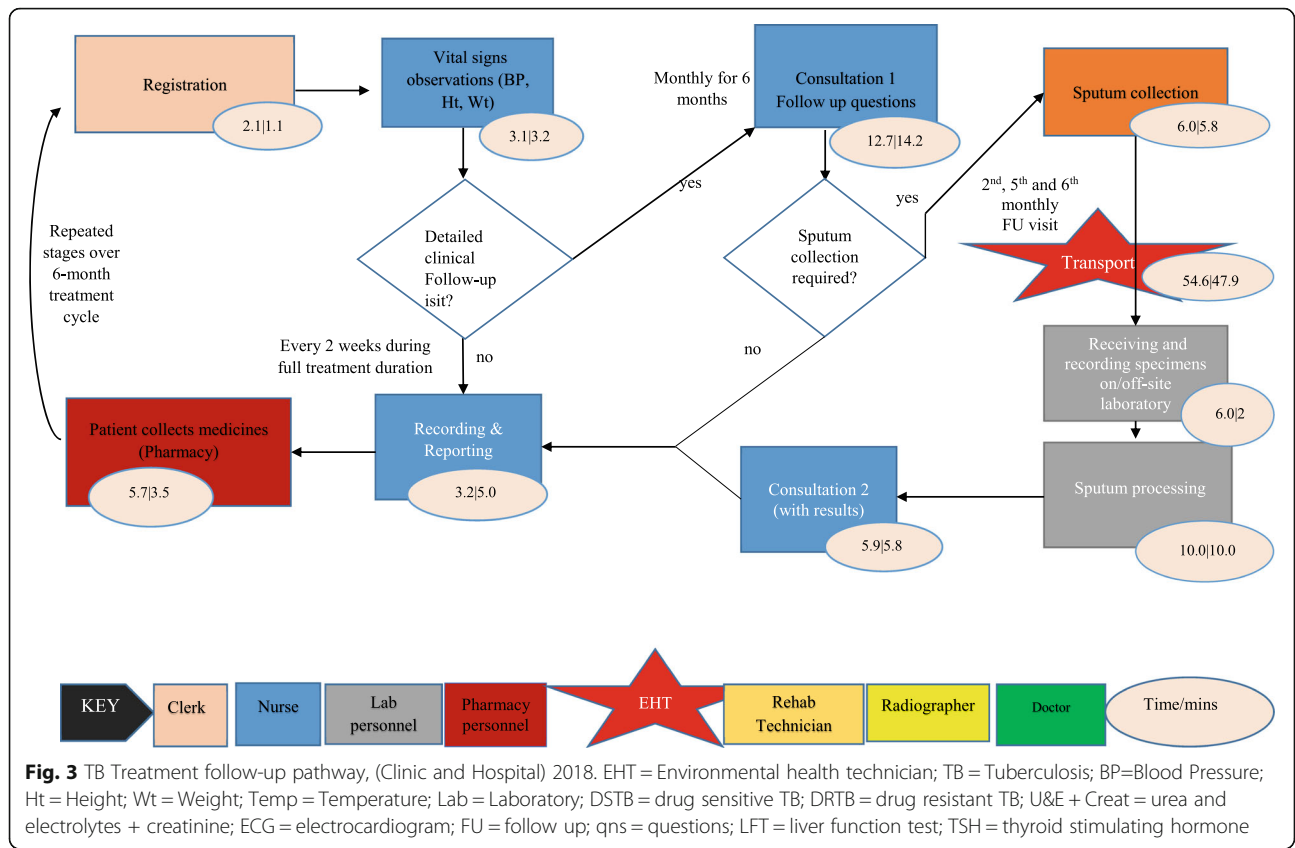 Registration
2.1|1.1
Vital signs
observations (BP,
Ht, Wt)
3.1|3.2
Monthly for 6
months
Consultation 1
Follow up questions
12.7|14.2
Sputum collection
6.0|5.8
yes
yes
2nd, 5th and 6th
monthly
FU visit
Repeated
stages over
6-month
treatment
cycle
Detailed
clinical
Follow-up
isit?
Sputum
collection
required?
Transport
54.6|47.9
Every 2 weeks during
full treatment duration
no
no
Receiving and
recording specimens
on/off-site
laboratory
6.0|2
Patient collects medicines
(Pharmacy)
5.7|3.5
Recording &
Reporting
3.2|5.0
Consultation 2
(with results)
5.9|5.8
Sputum processing
10.0|10.0
KEY
Clerk
Nurse
Lab
personnel
Pharmacy
personnel
EHT
Rehab
Technician
Radiographer
Doctor
Time/mins
Fig. 3 TB Treatment follow-up pathway, (Clinic and Hospital) 2018. EHT = Environmental health technician; TB = Tuberculosis; BP=Blood Pressure;
Ht = Height; Wt = Weight; Temp = Temperature; Lab = Laboratory; DSTB = drug sensitive TB; DRTB = drug resistant TB; U&E + Creat = urea and
electrolytes + creatinine; ECG = electrocardiogram; FU = follow up; qns = questions; LFT = liver function test; TSH = thyroid stimulating hormone